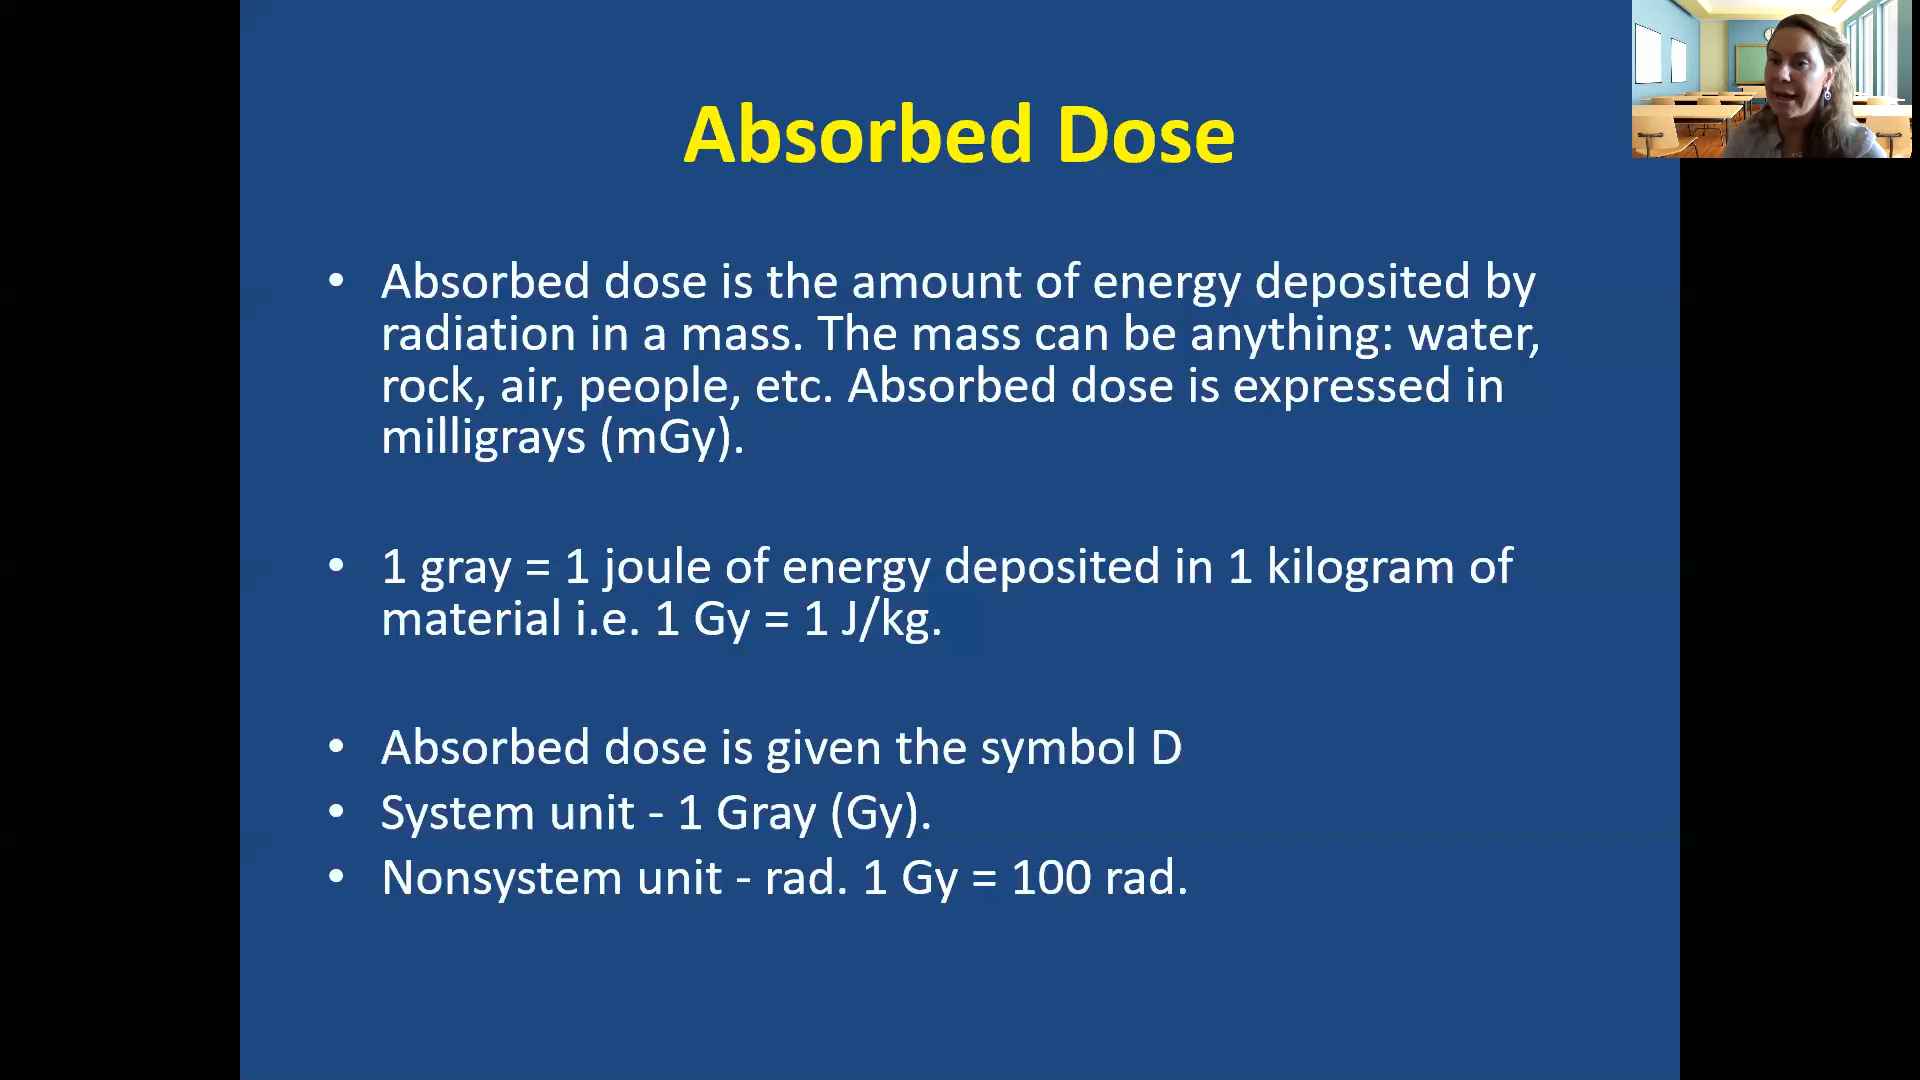 Absorbed Dose
• Absorbed dose is the amount of energy deposited by
radiation in a mass. The mass can be anything: water,
rock, air, people, etc. Absorbed dose is expressed in
milligrays (mGy).
• 1 gray = 1 joule of energy deposited in 1 kilogram of
material i.e. 1 Gy = 1 J/kg.
• Absorbed dose is given the symbol D
• System unit - 1 Gray (Gy).
• Nonsystem unit - rad. 1 Gy = 100 rad.